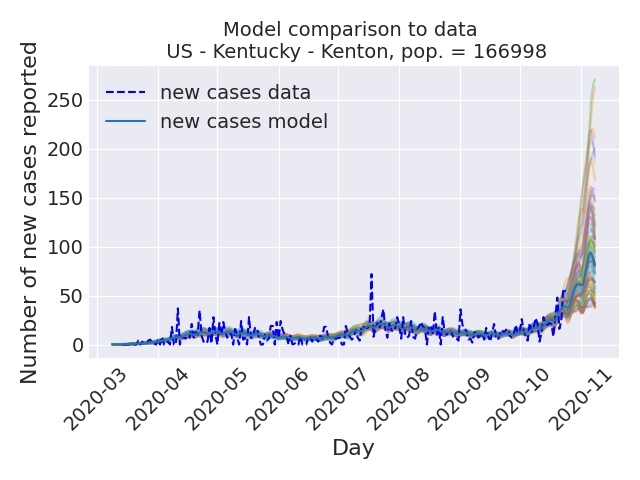 Model comparison to data
US - Kentucky - Kenton, pop. = 166998
new cases data
new cases model
Number of new cases reported
250
200
150
100
50
0
2020-03
2020-04
2020-05
2020-06
2020-07
2020-08
2020-09
2020-10
2020-11
Day